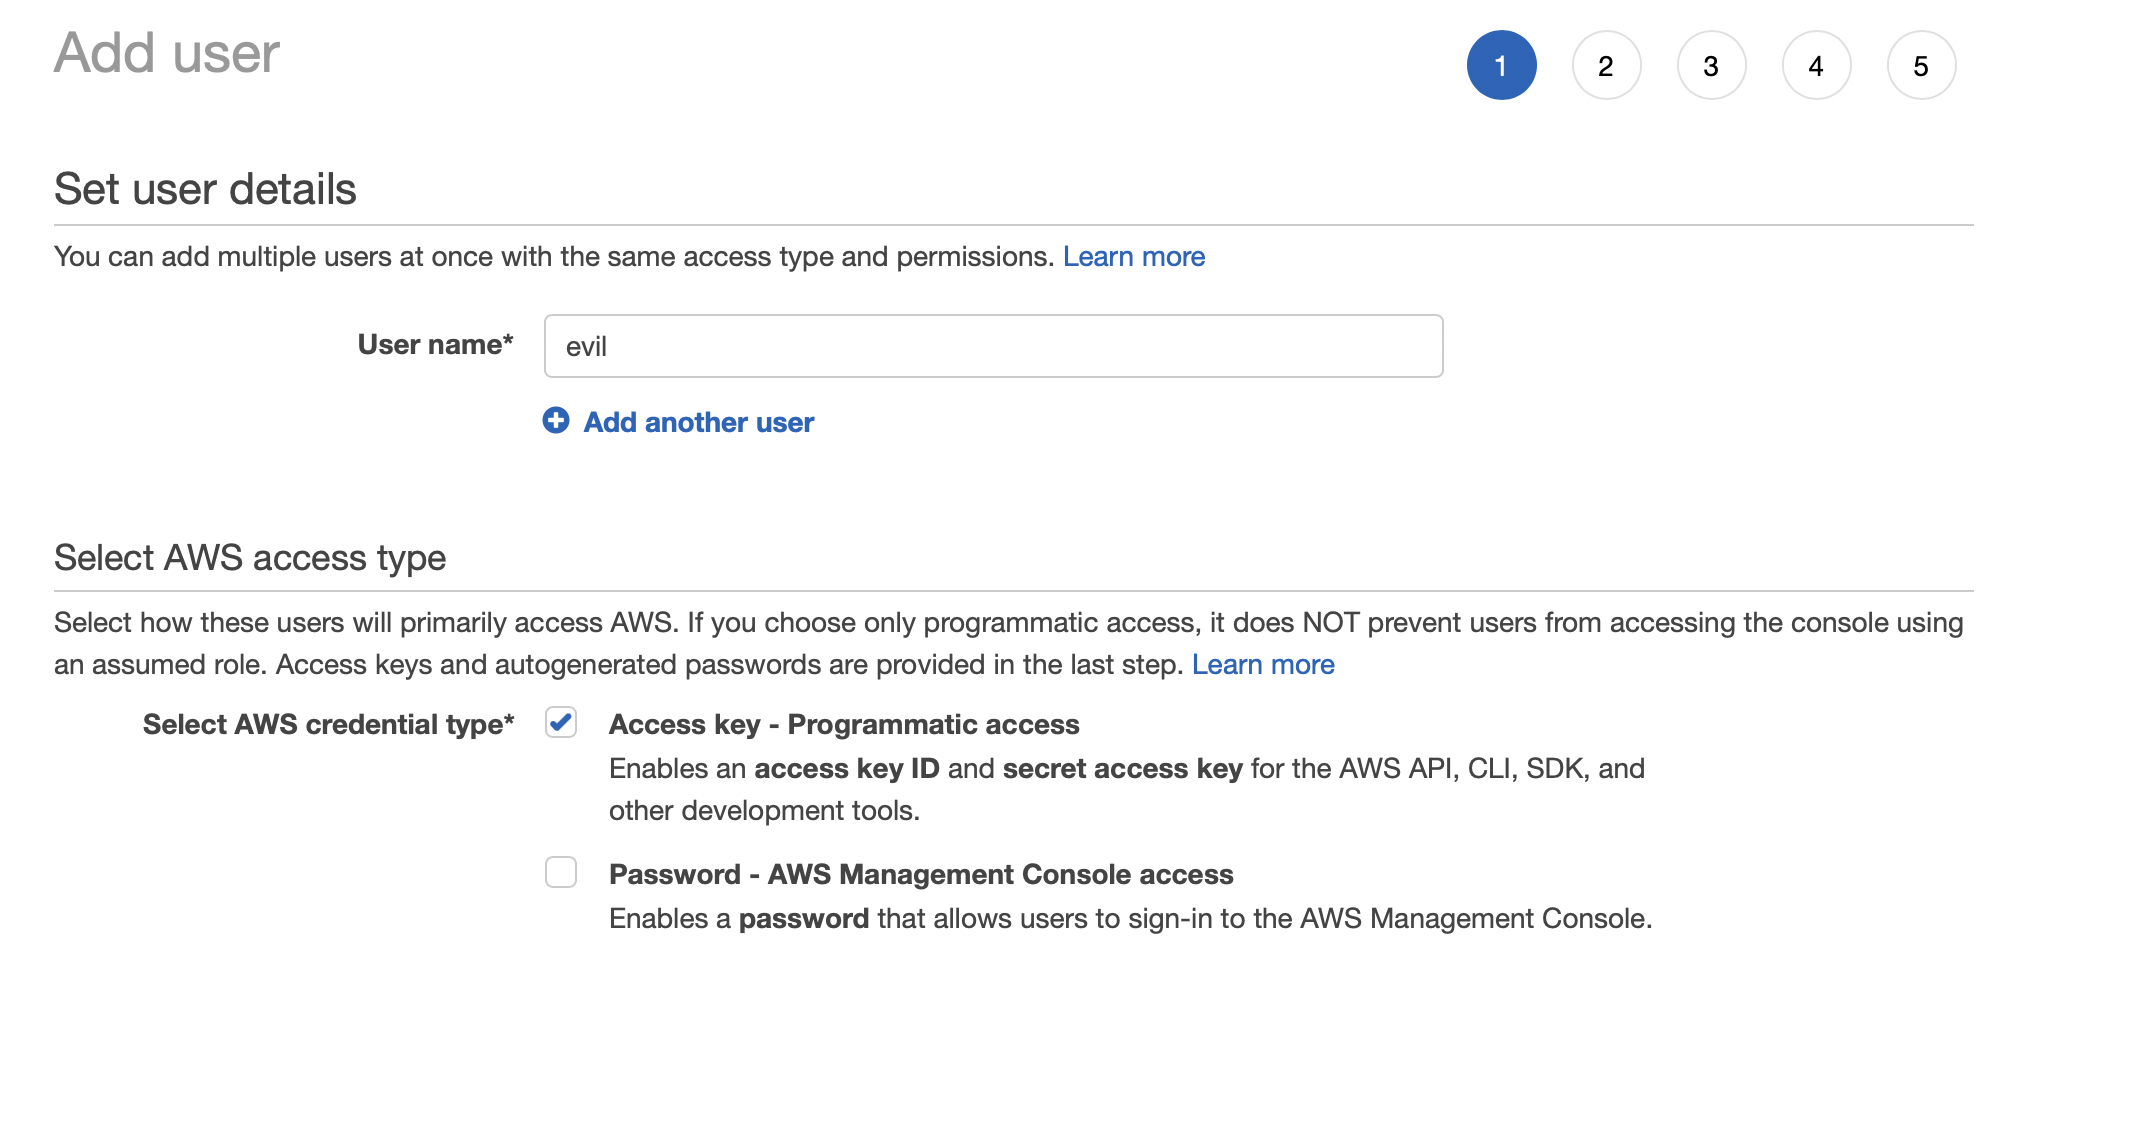 Add user
1 2 3 4 5
Set user details
You can add multiple users at once with the same access type and permissions. Learn more
User name* evil
Add another user
Select AWS access type
Select how these users will primarily access AWS. If you choose only programmatic access, it does NOT prevent users from accessing the console using
an assumed role. Access keys and autogenerated passwords are provided in the last step. Learn more
Select AWS credential type* Access key - Programmatic access
Enables an access key ID and secret access key for the AWS API, CLI, SDK, and
other development tools.
Password - AWS Management Console access
Enables a password that allows users to sign-in to the AWS Management Console.